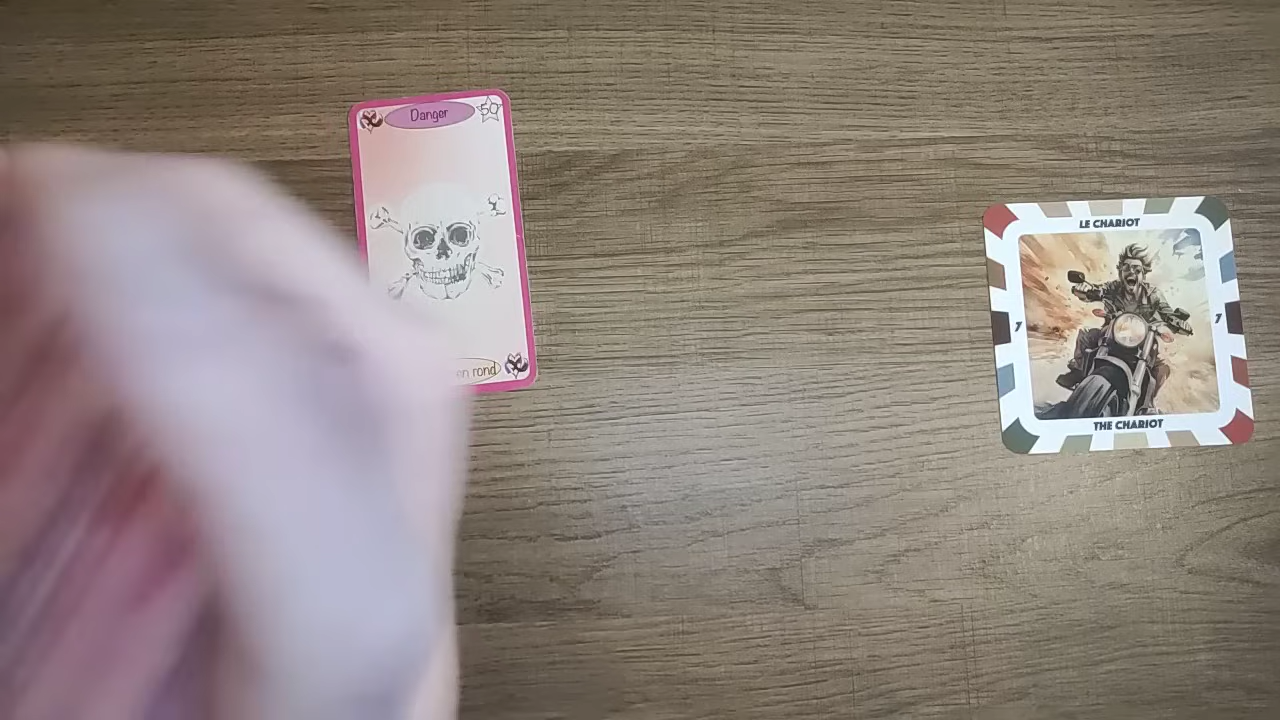 Danger
50
en rond
LE CHARIOT
7
7
THE CHARIOT